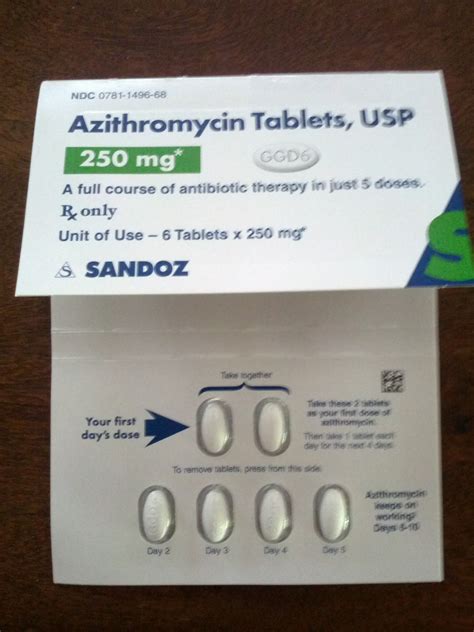 NDC 0781-1496-68
Azithromycin Tablets, USP
250 mg*
GGD6
A full course of antibiotic therapy in just 5 doses.
Rx only
Unit of Use – 6 Tablets x 250 mg*
S SANDOZ
S
Take together
Your first
day's dose
Take these 2 tablets
as your first dose of
azithromycin.
Then take 1 tablet each
day for the next 4 days.
To remove tablets, press from this side.
Azithromycin
keeps on
working!
Days 5-10
Day 2 Day 3 Day 4 Day 5